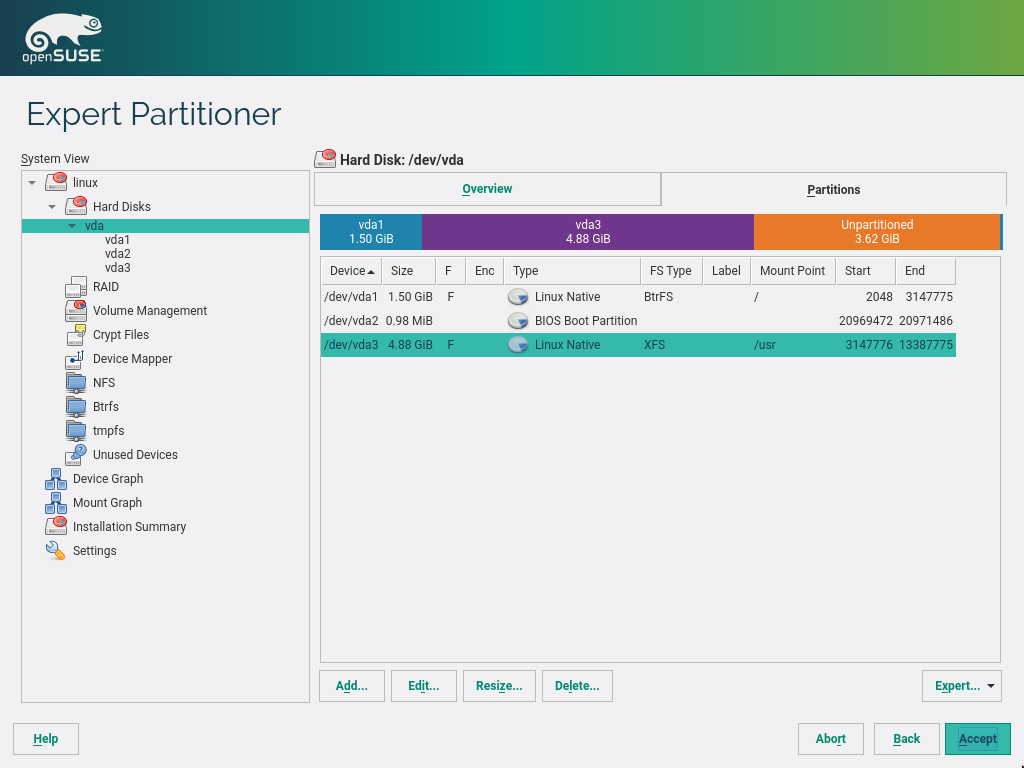 openSUSE
Expert Partitioner
System View
linux
Hard Disks
vda
vda1
vda2
vda3
RAID
Volume Management
Crypt Files
Device Mapper
NFS
Btrfs
tmpfs
Unused Devices
Device Graph
Mount Graph
Installation Summary
Settings
Hard Disk: /dev/vda
Overview Partitions
vda1 vda3 Unpartitioned
1.50 GiB 4.88 GiB 3.62 GiB
Device Size F Enc Type FS Type Label Mount Point Start End
/dev/vda1 1.50 GiB F Linux Native BtrFS / 2048 3147775
/dev/vda2 0.98 MiB BIOS Boot Partition 20969472 20971486
/dev/vda3 4.88 GiB F Linux Native XFS /usr 3147776 13387775
Add... Edit... Resize... Delete... Expert...
Help Abort Back Accept